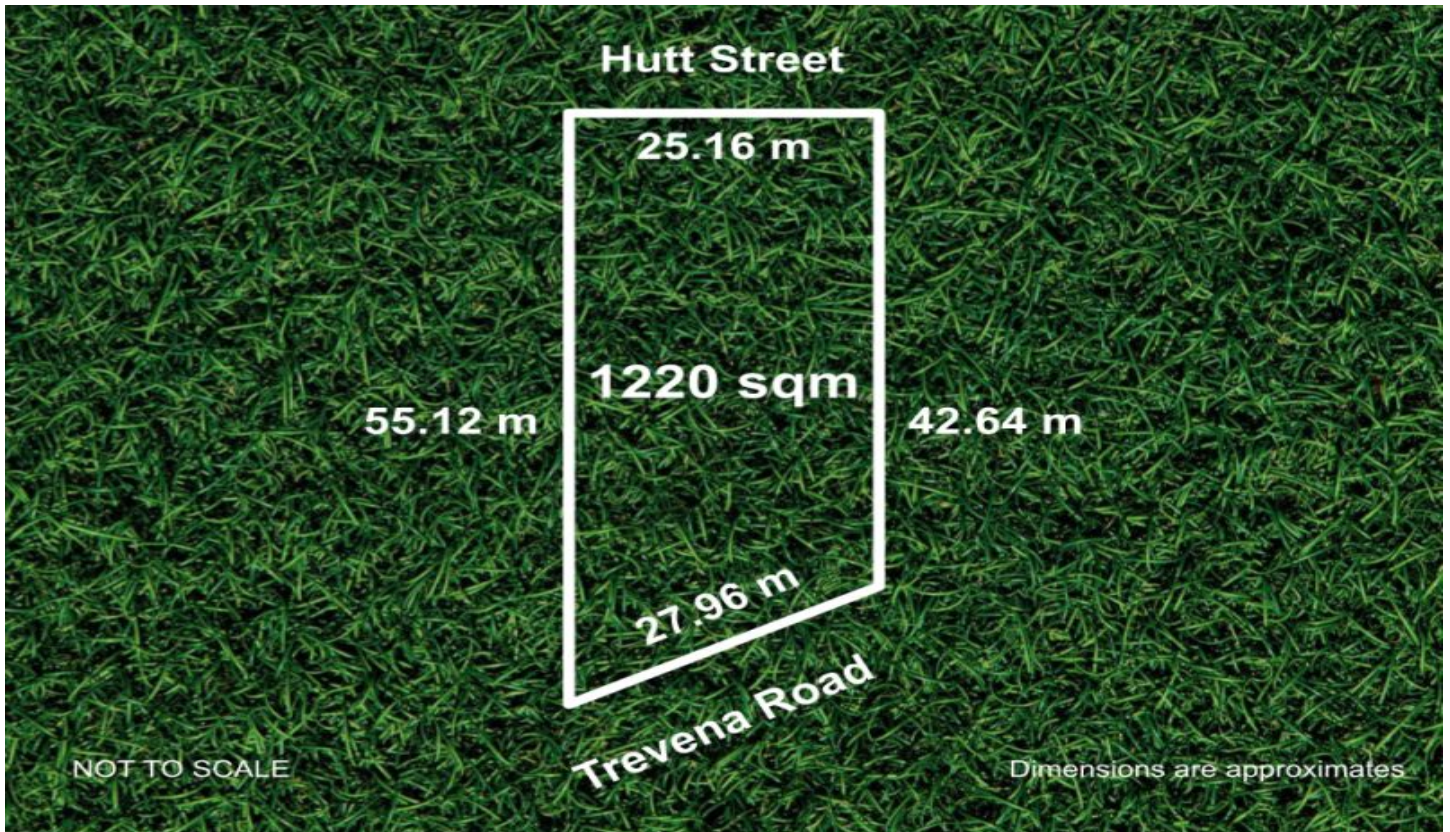 Hutt Street
25.16 m
1220 sqm
55.12 m
42.64 m
27.96 m
Trevena Road
NOT TO SCALE
Dimensions are approximates